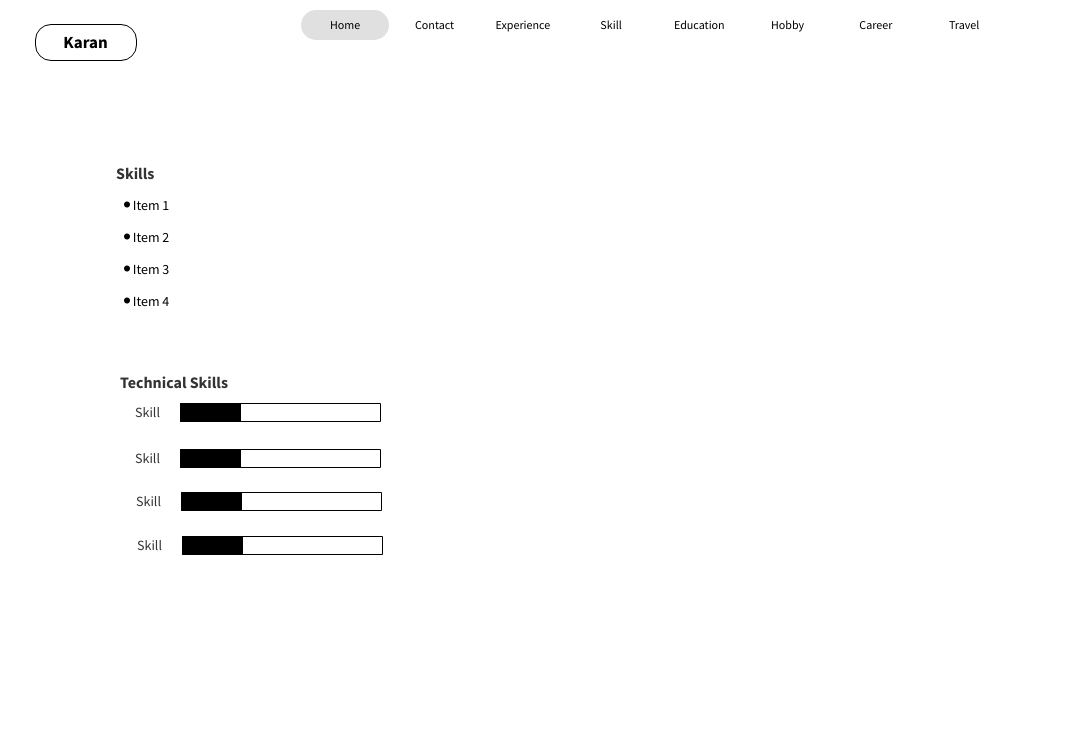 Karan
Home Contact Experience Skill Education Hobby Career Travel
Skills
Item 1
Item 2
Item 3
Item 4
Technical Skills
Skill
Skill
Skill
Skill